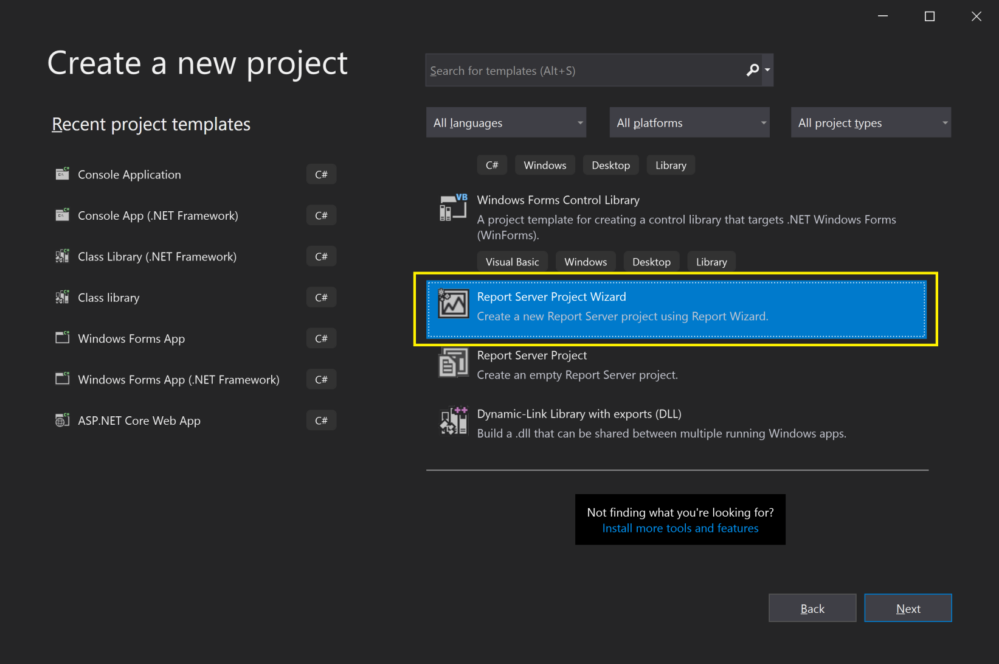 Create a new project
Search for templates (Alt+S)
Recent project templates
All languages
All platforms
All project types
Console Application C#
Console App (.NET Framework) C#
Class Library (.NET Framework) C#
Class library C#
Windows Forms App C#
Windows Forms App (.NET Framework) C#
ASP.NET Core Web App C#
C# Windows Desktop Library
VB
Windows Forms Control Library
A project template for creating a control library that targets .NET Windows Forms
(WinForms).
Visual Basic Windows Desktop Library
Report Server Project Wizard
Create a new Report Server project using Report Wizard.
Report Server Project
Create an empty Report Server project.
Dynamic-Link Library with exports (DLL)
Build a .dll that can be shared between multiple running Windows apps.
Not finding what you're looking for?
Install more tools and features
Back
Next